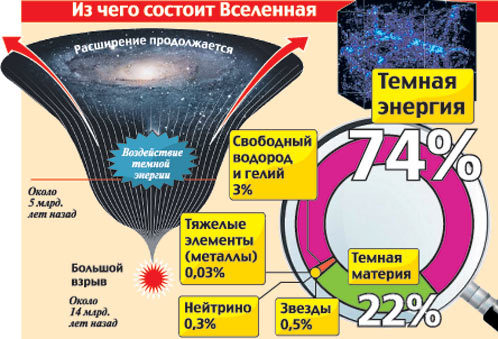 Из чего состоит Вселенная
Расширение продолжается
Воздействие
темной
энергии
Около
5 млрд.
лет назад
Большой
взрыв
Около
14 млрд.
лет назад
Темная
энергия
74%
Свободный
водород
и гелий
3%
Тяжелые
элементы
(металлы)
0,03%
Нейтрино
0,3%
Звезды
0,5%
Темная
материя
22%